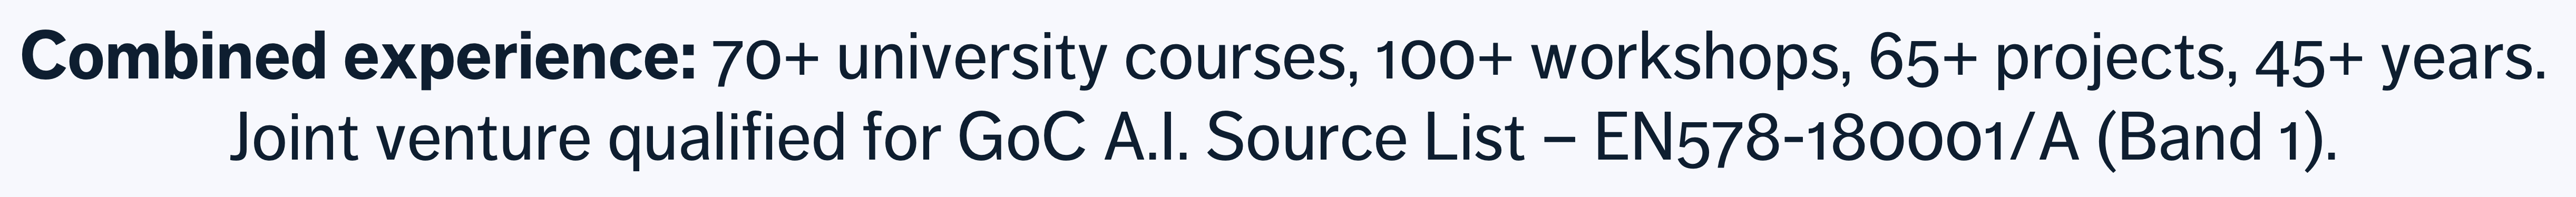 Combined experience: 70+ university courses, 100+ workshops, 65+ projects, 45+ years.
Joint venture qualified for GoC A.I. Source List – EN578-180001/A (Band 1).